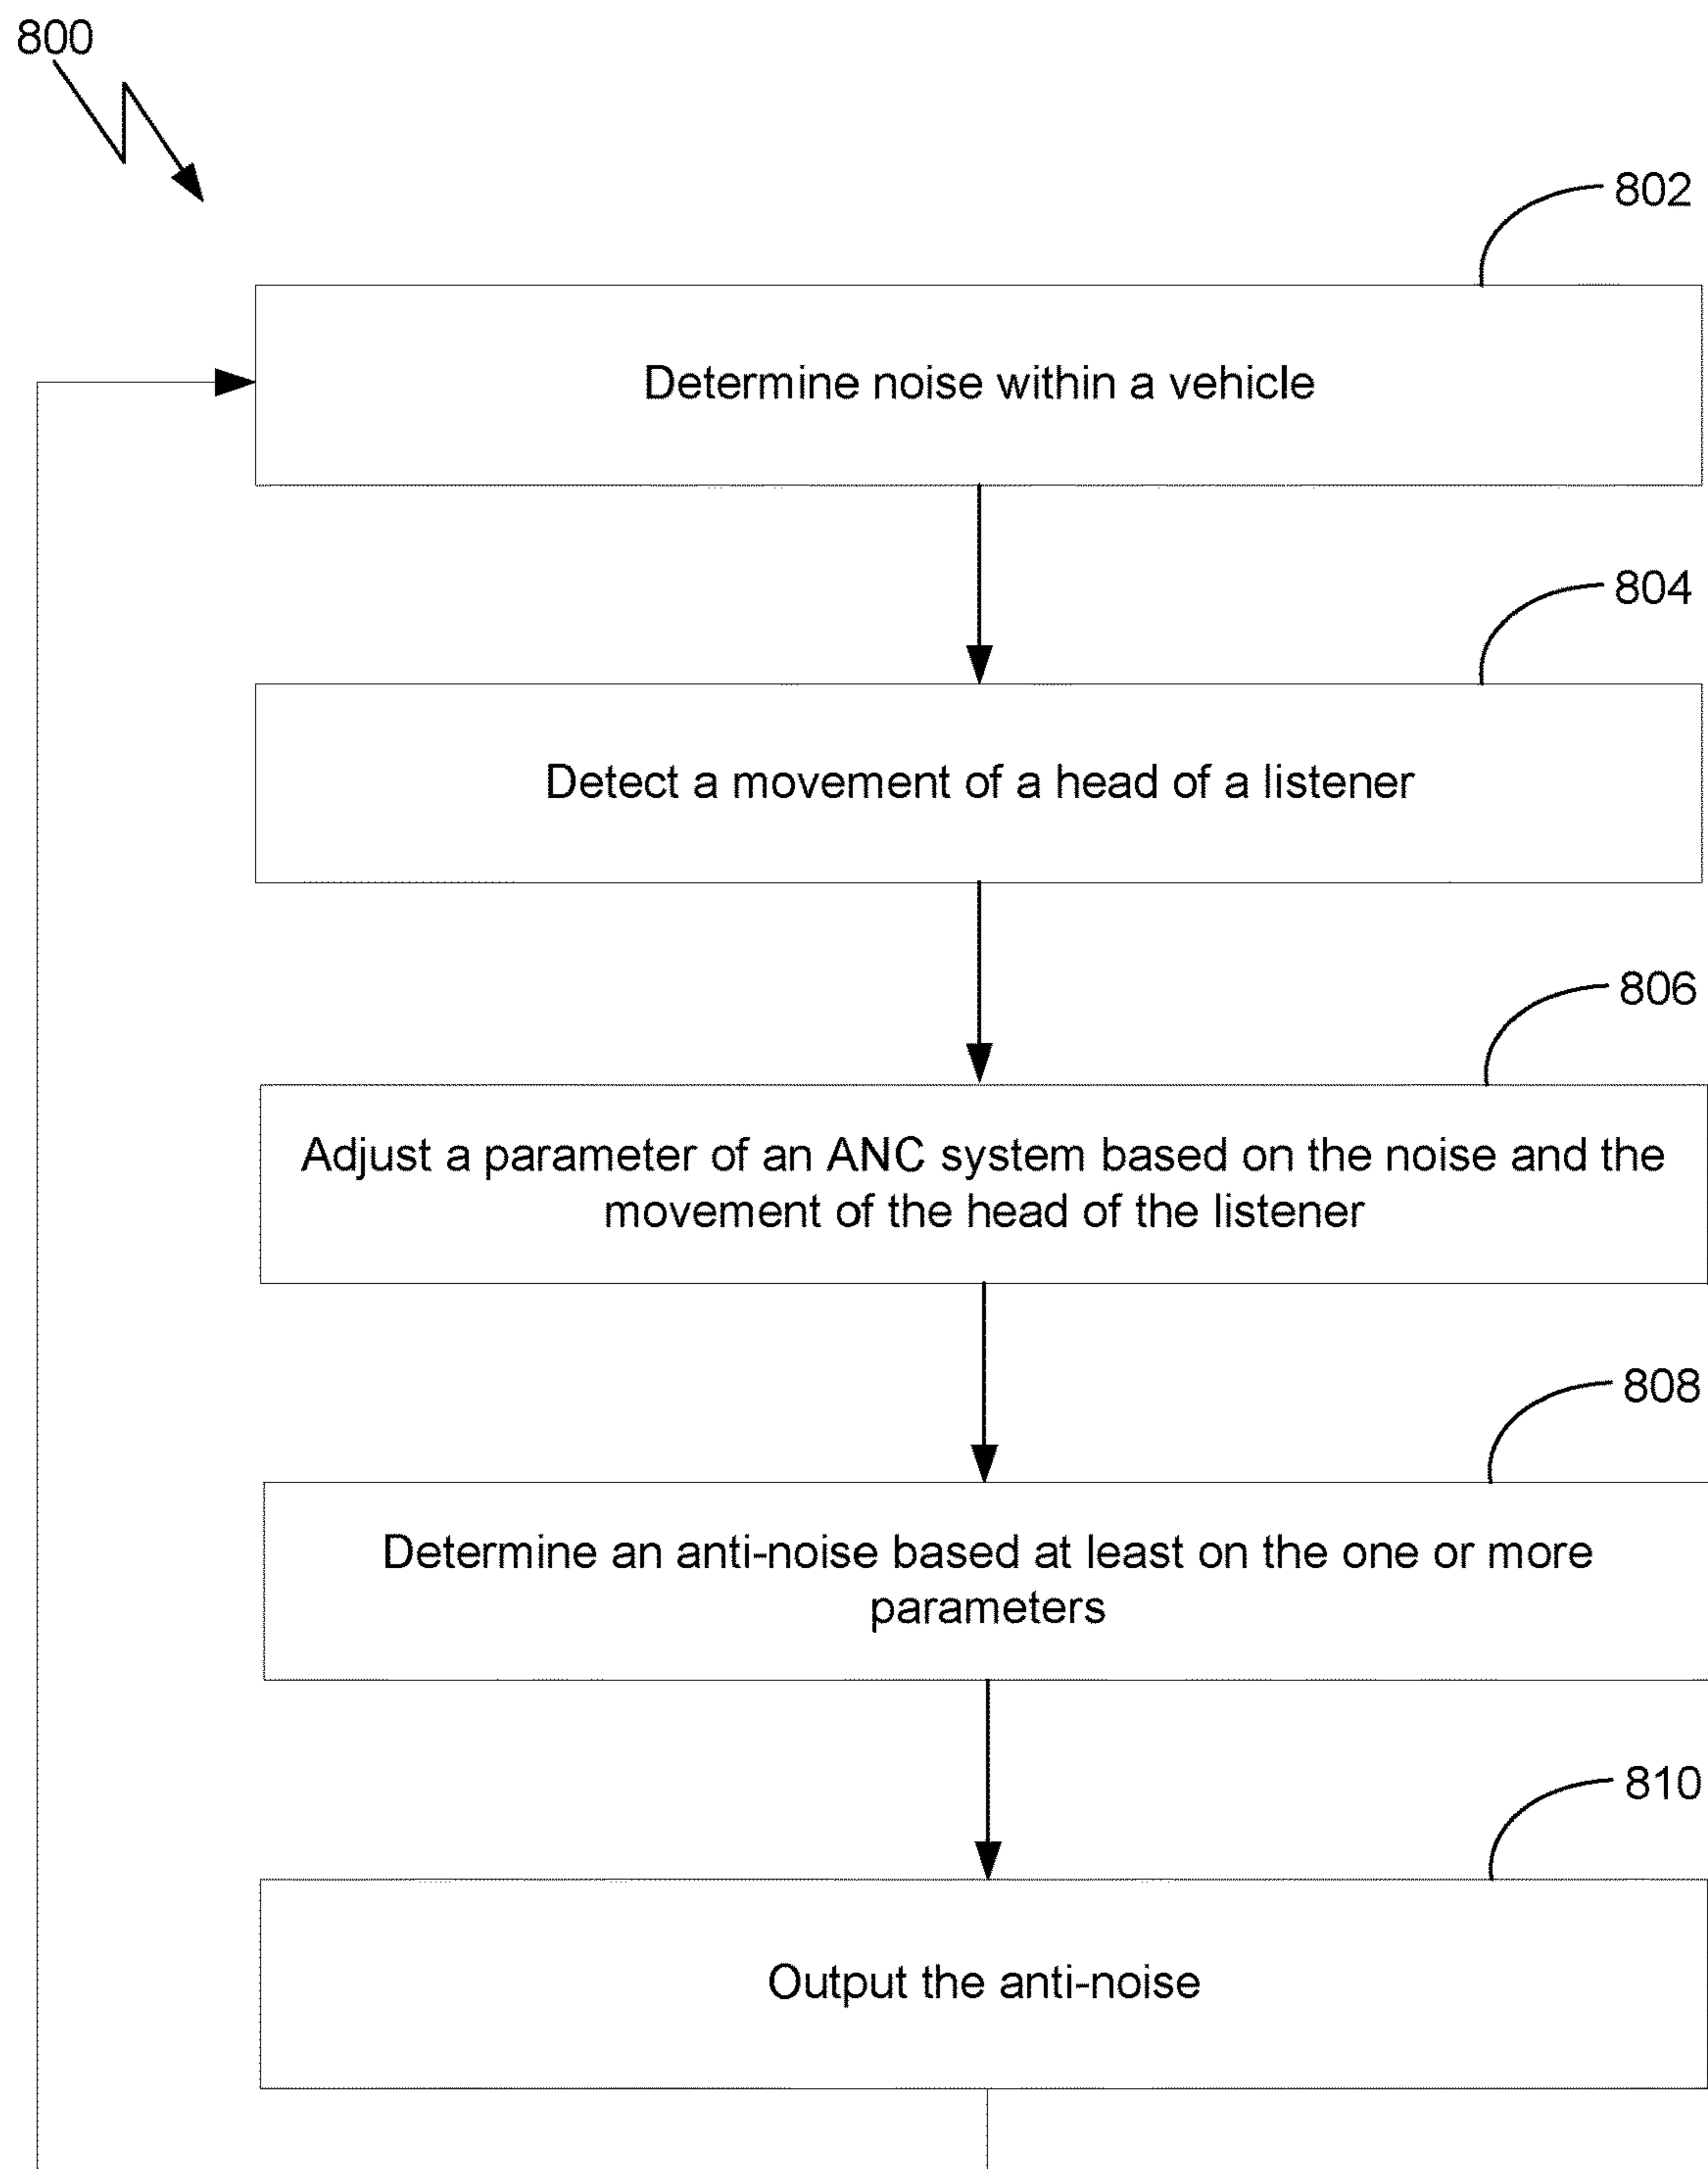 800
802
Determine noise within a vehicle
804
Detect a movement of a head of a listener
806
Adjust a parameter of an ANC system based on the noise and the
movement of the head of the listener
808
Determine an anti-noise based at least on the one or more
parameters
810
Output the anti-noise